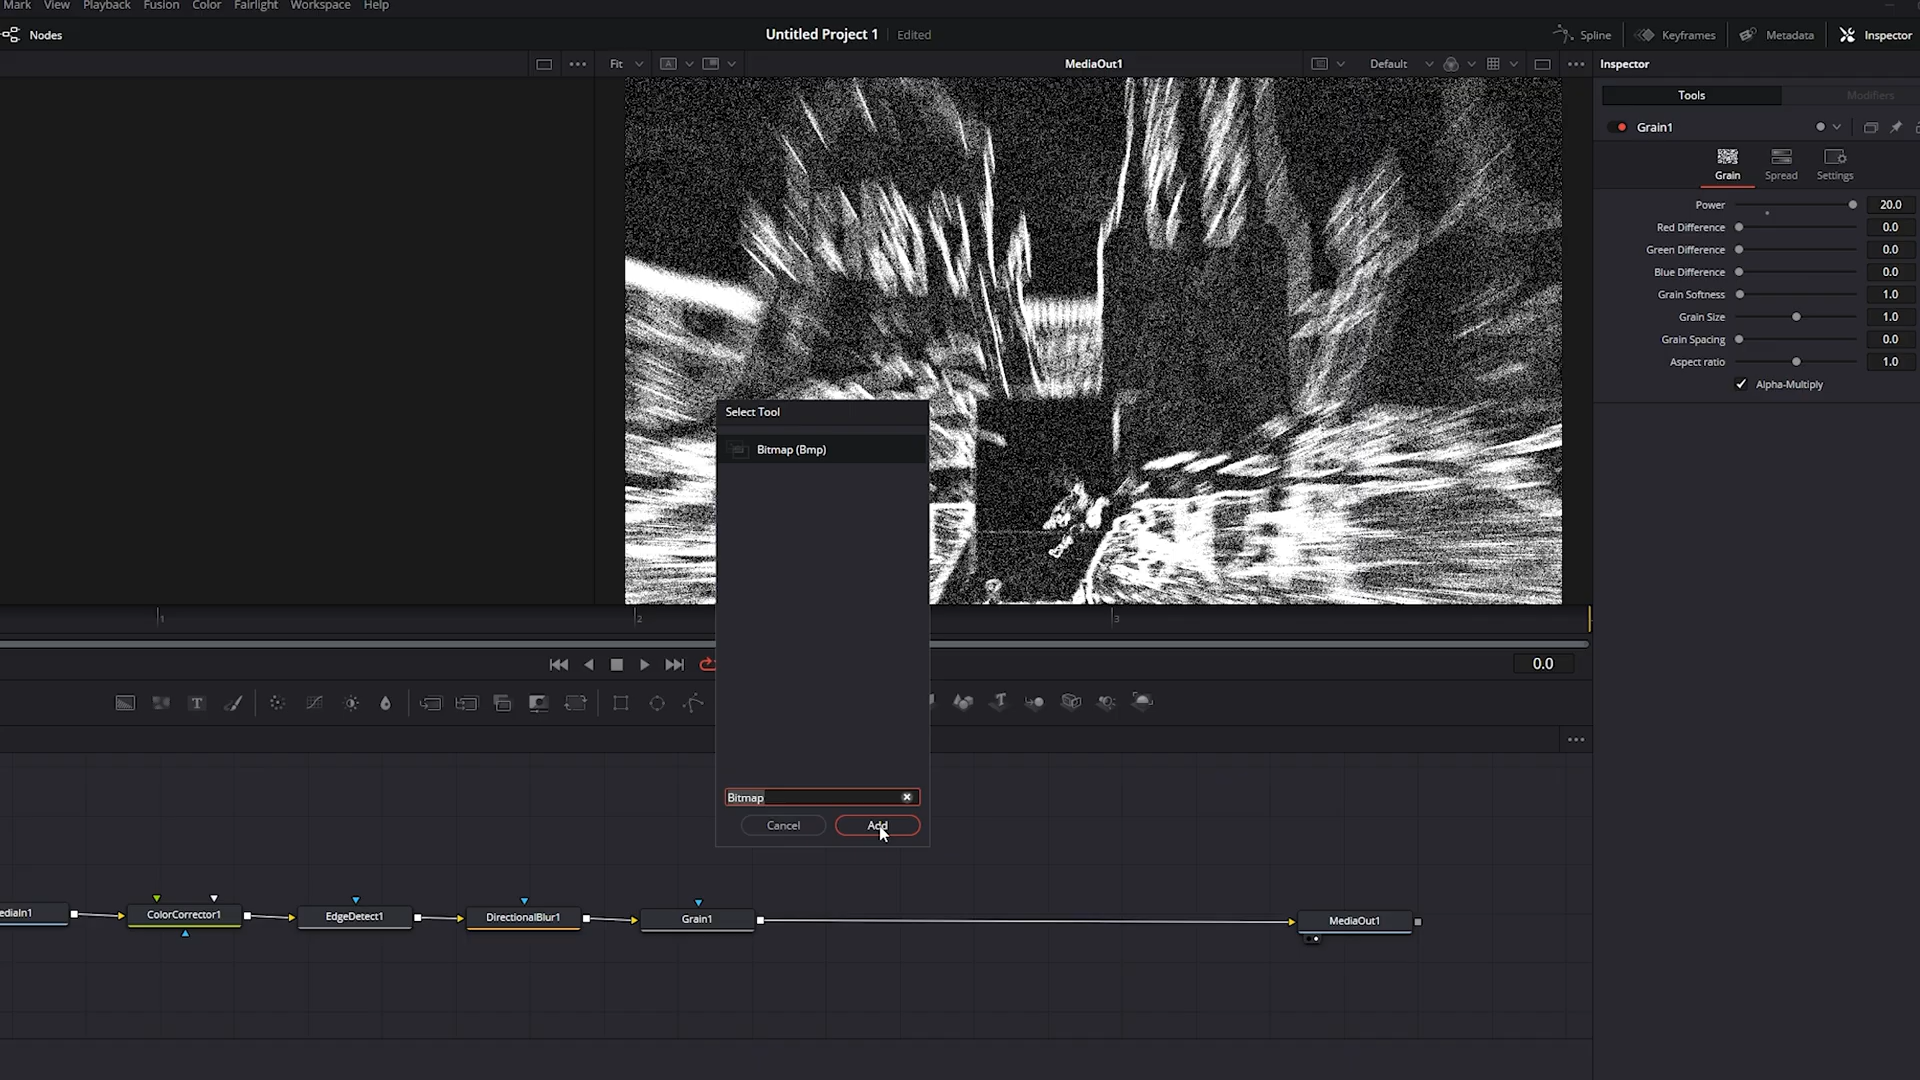 Mark View Playback Fusion Color Fairlight Workspace Help
Nodes
Untitled Project 1 Edited
Spline Keyframes Metadata Inspector
Fit A MediaOut1 Default
Inspector
Tools Modifiers
Grain1
Grain Spread Settings
Power 20.0
Red Difference 0.0
Green Difference 0.0
Blue Difference 0.0
Grain Softness 1.0
Grain Size 1.0
Grain Spacing 0.0
Aspect ratio 1.0
Alpha-Multiply
Select Tool
Bitmap (Bmp)
1 2 3
0.0
T T
Bitmap
Cancel Add
ediaIn1 ColorCorrector1 EdgeDetect1 DirectionalBlur1 Grain1 MediaOut1